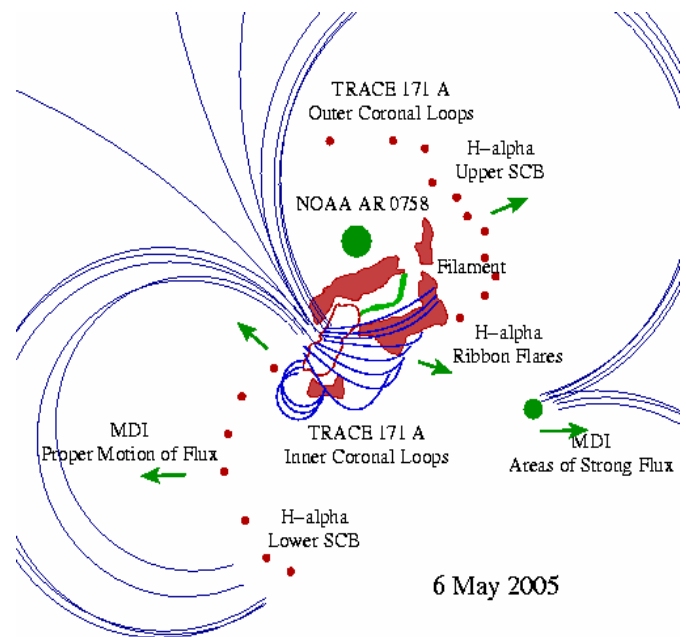 TRACE 171 A
Outer Coronal Loops
H-alpha
Upper SCB
NOAA AR 0758
Filament
H-alpha
Ribbon Flares
MDI
Proper Motion of Flux
TRACE 171 A
Inner Coronal Loops
MDI
Areas of Strong Flux
H-alpha
Lower SCB
6 May 2005